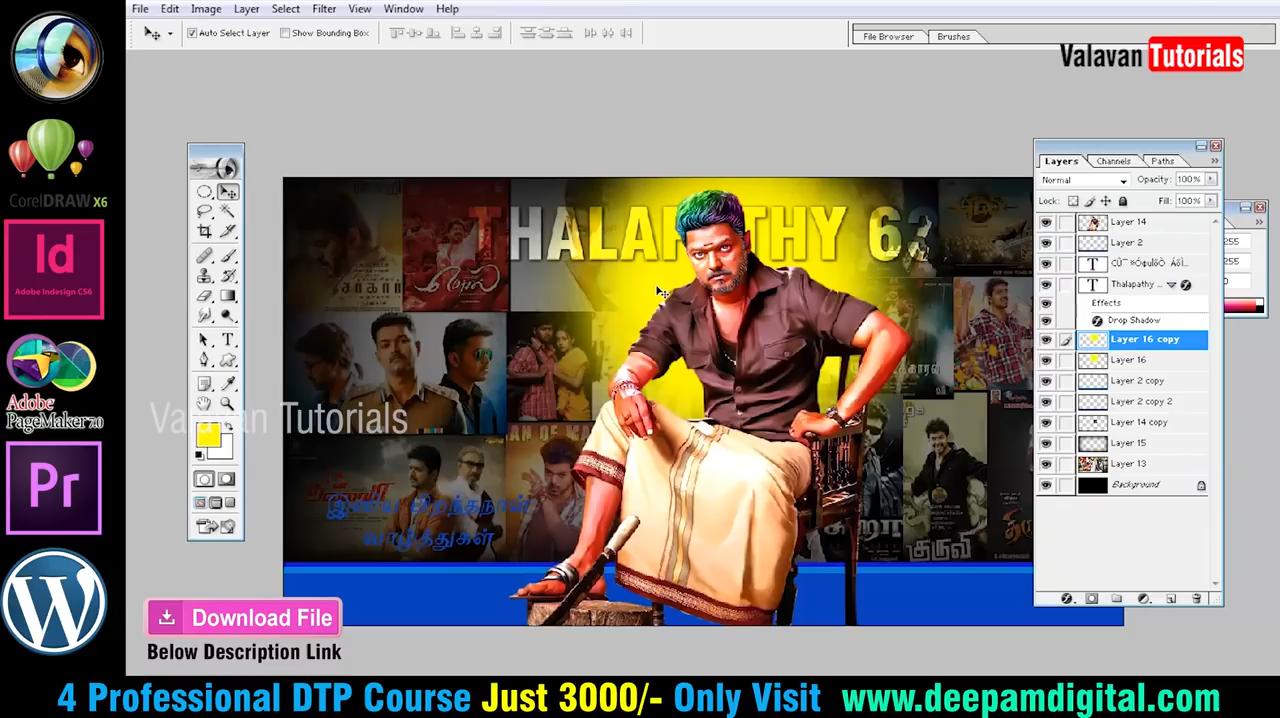 File Edit Image Layer Select Filter View Window Help
Auto Select Layer Show Bounding Box
File Browser Brushes
Valavan Tutorials
CorelDRAW X6
Id
Adobe Indesign CS6
Adobe
PageMaker 7.0
Pr
W
T
THALAPATHY 63
மெர்சல்
குருவி
இனிய பிறந்தநாள்
வாழ்த்துகள்
Valavan Tutorials
Layers Channels Paths
Normal Opacity: 100%
Lock: Fill: 100%
Layer 14
Layer 2
T
T Thalapathy ...
Effects
Drop Shadow
Layer 16 copy
Layer 16
Layer 2 copy
Layer 2 copy 2
Layer 14 copy
Layer 15
Layer 13
Background
255
255
Download File
Below Description Link
4 Professional DTP Course Just 3000/- Only Visit www.deepamdigital.com